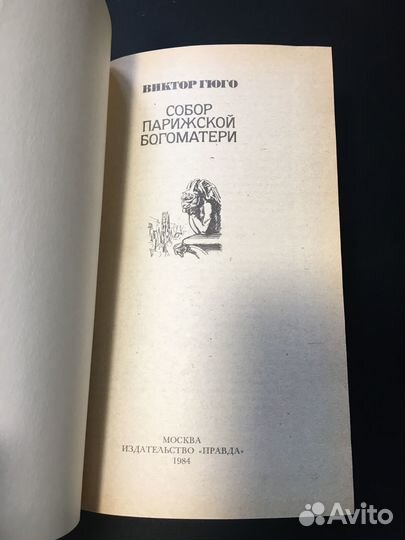 ВИКТОР ГЮГО
СОБОР
ПАРИЖСКОЙ
БОГОМАТЕРИ
МОСКВА
ИЗДАТЕЛЬСТВО «ПРАВДА»
1984
Avito